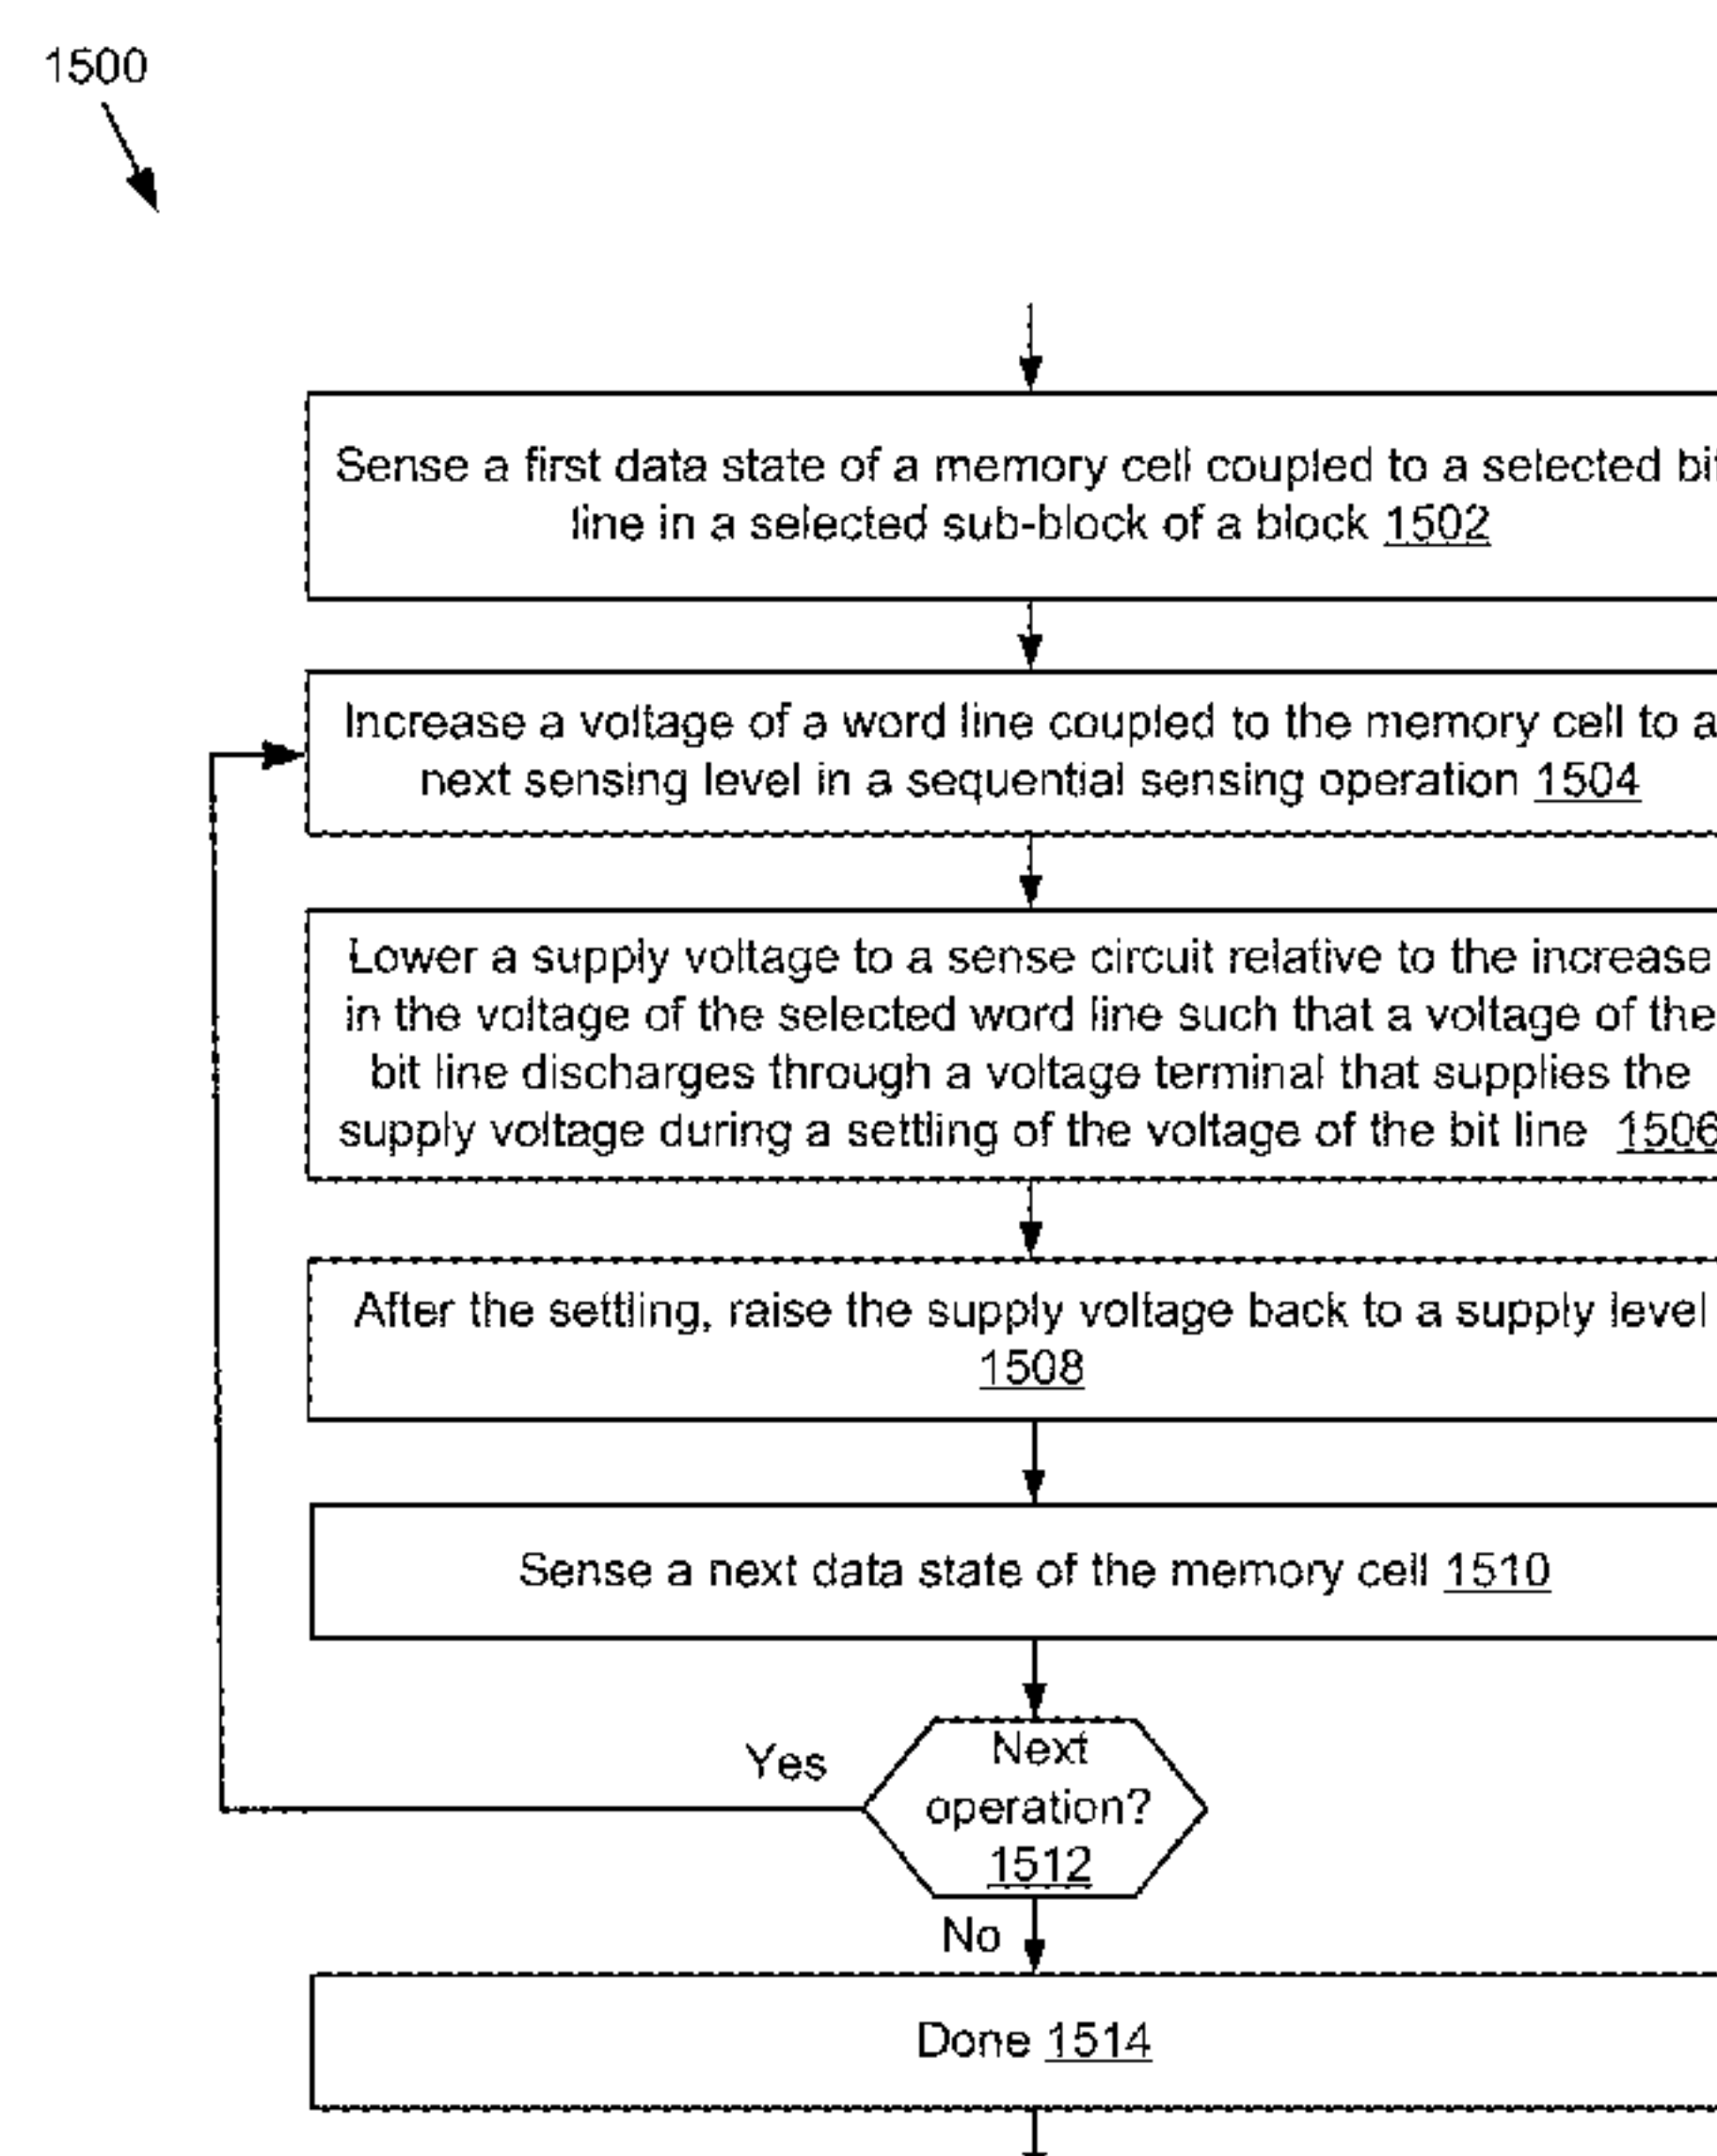 1500
Sense a first data state of a memory cell coupled to a selected bit
line in a selected sub-block of a block 1502
Increase a voltage of a word line coupled to the memory cell to a
next sensing level in a sequential sensing operation 1504
Lower a supply voltage to a sense circuit relative to the increase
in the voltage of the selected word line such that a voltage of the
bit line discharges through a voltage terminal that supplies the
supply voltage during a settling of the voltage of the bit line 1506
After the settling, raise the supply voltage back to a supply level
1508
Sense a next data state of the memory cell 1510
Yes
Next
operation?
1512
No
Done 1514